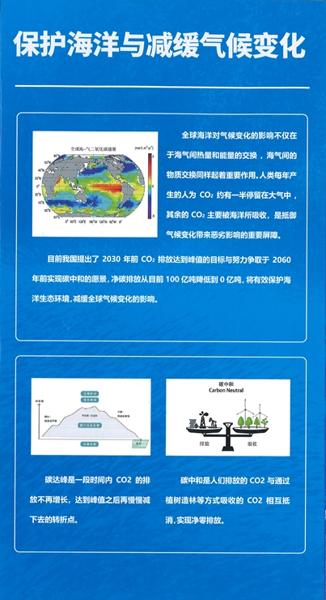 保护海洋与减缓气候变化
全球海-气二氧化碳通量
全球海洋对气候变化的影响不仅在
于海气间热量和能量的交换，海气间的
物质交换同样起着重要作用。人类每年产
生的人为 CO₂ 约有一半停留在大气中，
其余的 CO₂ 主要被海洋所吸收，是抵御
气候变化带来恶劣影响的重要屏障。
目前我国提出了 2030 年前 CO₂ 排放达到峰值的目标与努力争取于 2060
年前实现碳中和的愿景，净碳排放从目前 100 亿吨降低到 0 亿吨，将有效保护海
洋生态环境，减缓全球气候变化的影响。
碳中和
Carbon Neutral
排放
吸收
碳达峰是一段时间内 CO2 的排
放不再增长，达到峰值之后再慢慢减
下去的转折点。
碳中和是人们排放的 CO2 与通过
植树造林等方式吸收的 CO2 相互抵
消，实现净零排放。